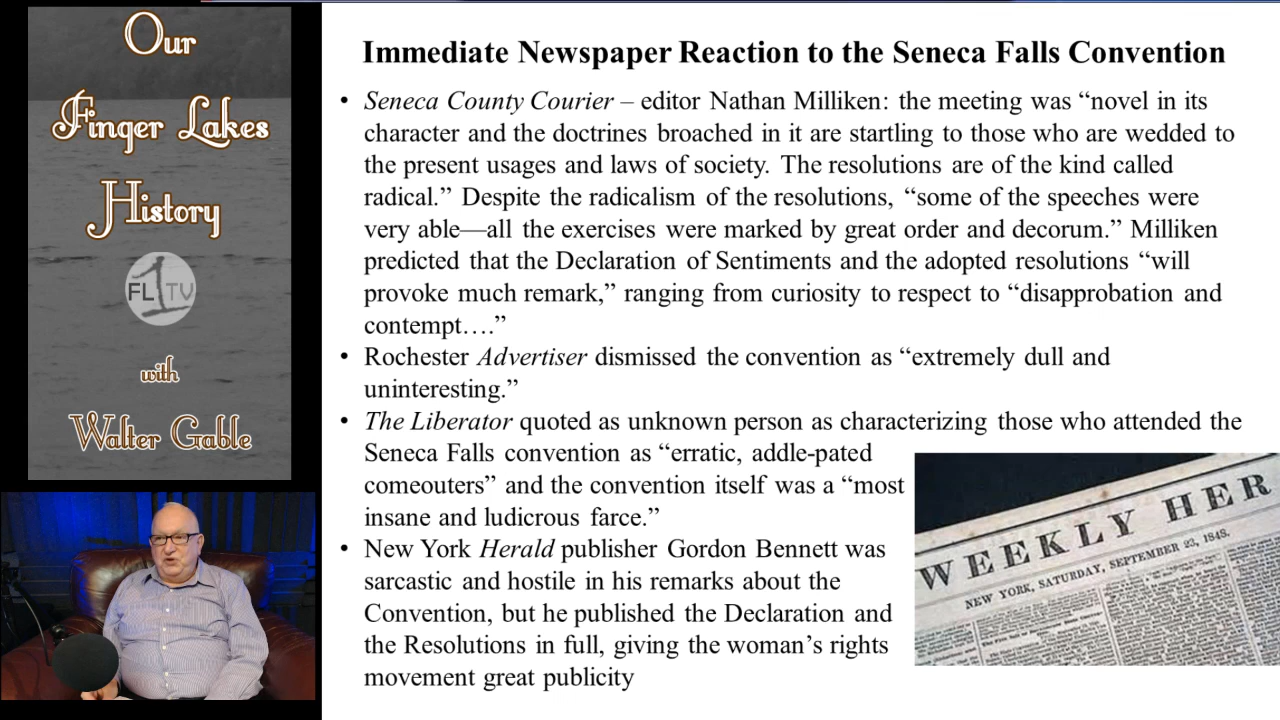 Our
Finger Lakes
History
FL1TV
with
Walter Gable
Immediate Newspaper Reaction to the Seneca Falls Convention
• Seneca County Courier – editor Nathan Milliken: the meeting was “novel in its
character and the doctrines broached in it are startling to those who are wedded to
the present usages and laws of society. The resolutions are of the kind called
radical.” Despite the radicalism of the resolutions, “some of the speeches were
very able—all the exercises were marked by great order and decorum.” Milliken
predicted that the Declaration of Sentiments and the adopted resolutions “will
provoke much remark,” ranging from curiosity to respect to “disapprobation and
contempt….”
• Rochester Advertiser dismissed the convention as “extremely dull and
uninteresting.”
• The Liberator quoted as unknown person as characterizing those who attended the
Seneca Falls convention as “erratic, addle-pated
comeouters” and the convention itself was a “most
insane and ludicrous farce.”
• New York Herald publisher Gordon Bennett was
sarcastic and hostile in his remarks about the
Convention, but he published the Declaration and
the Resolutions in full, giving the woman’s rights
movement great publicity
WEEKLY HER
NEW YORK, SATURDAY, SEPTEMBER 23, 1848.